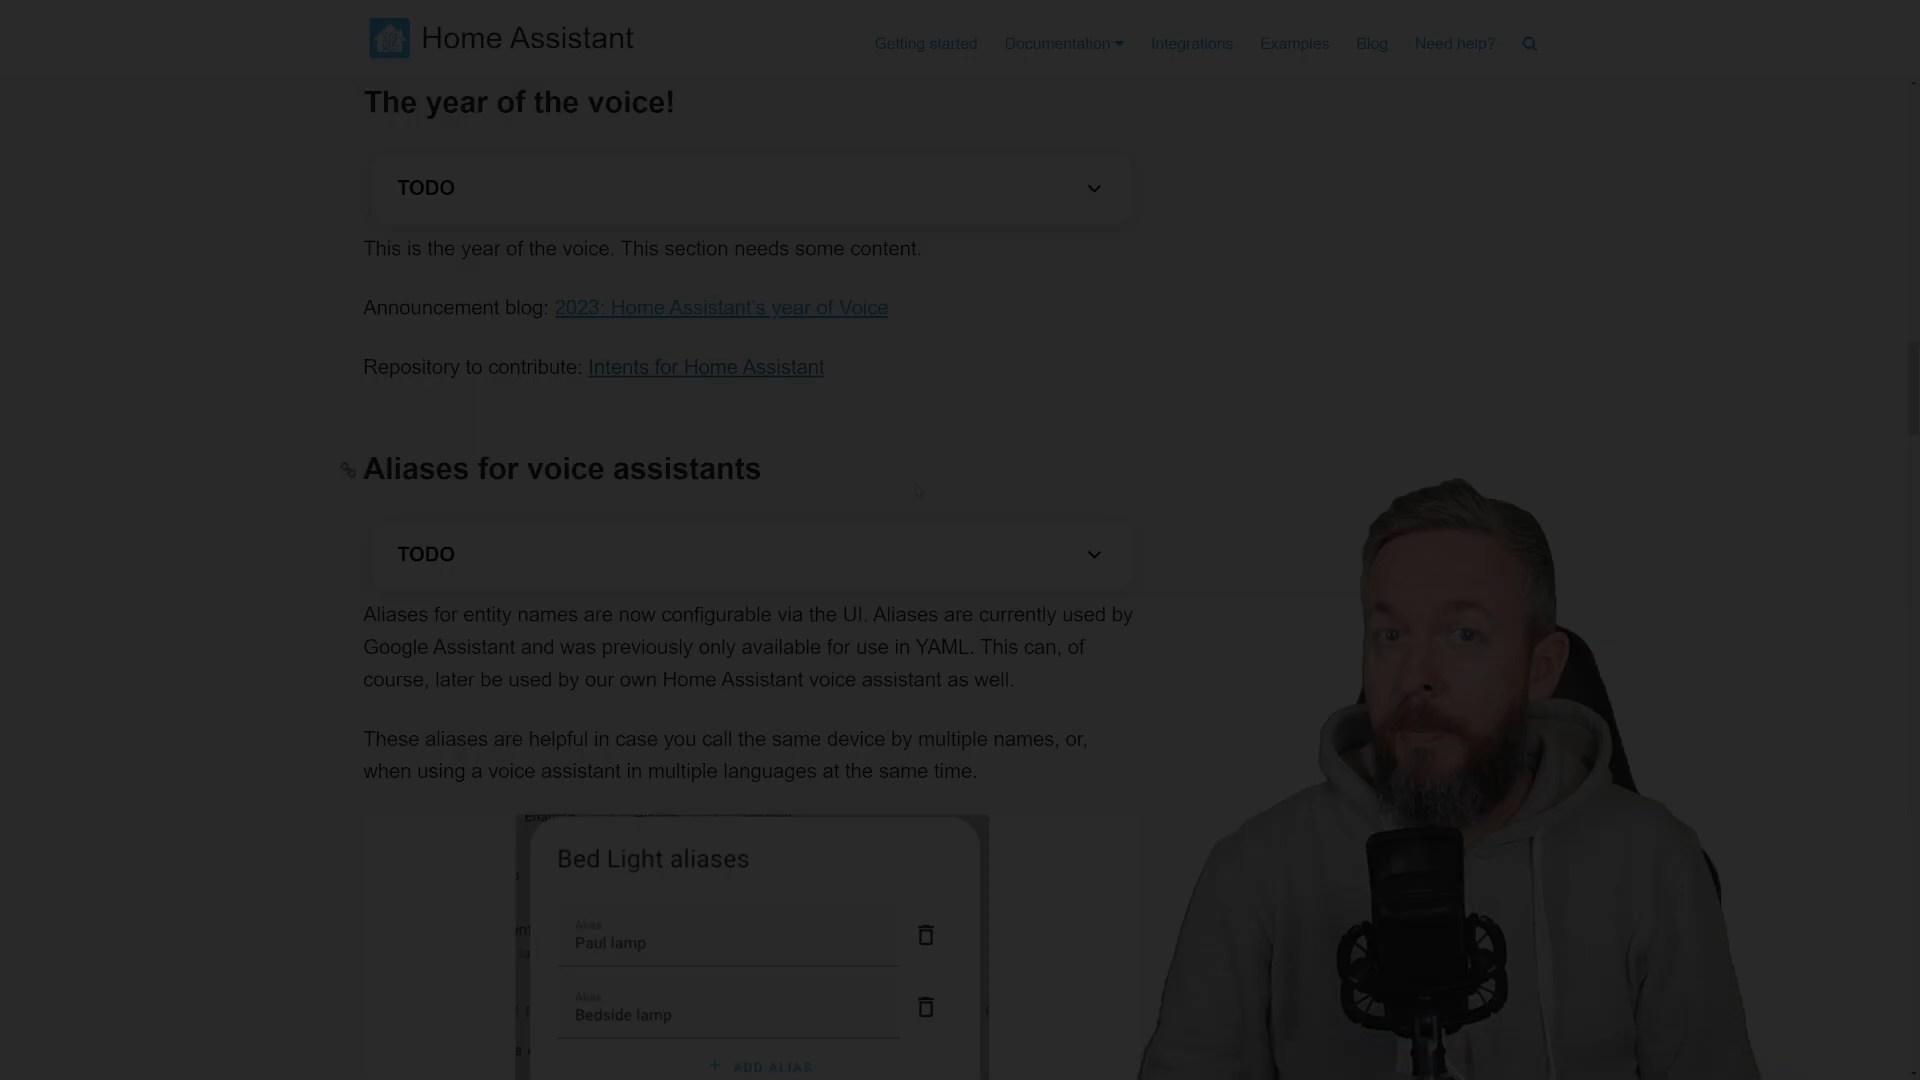 Home Assistant
Getting started
Documentation
Integrations
Examples
Blog
Need help?
The year of the voice!
TODO
This is the year of the voice. This section needs some content.
Announcement blog: 2023: Home Assistant's year of Voice
Repository to contribute: Intents for Home Assistant
Aliases for voice assistants
TODO
Aliases for entity names are now configurable via the UI. Aliases are currently used by
Google Assistant and was previously only available for use in YAML. This can, of
course, later be used by our own Home Assistant voice assistant as well.
These aliases are helpful in case you call the same device by multiple names, or,
when using a voice assistant in multiple languages at the same time.
Bed Light aliases
Alias
Paul lamp
Alias
Bedside lamp
+ ADD ALIAS